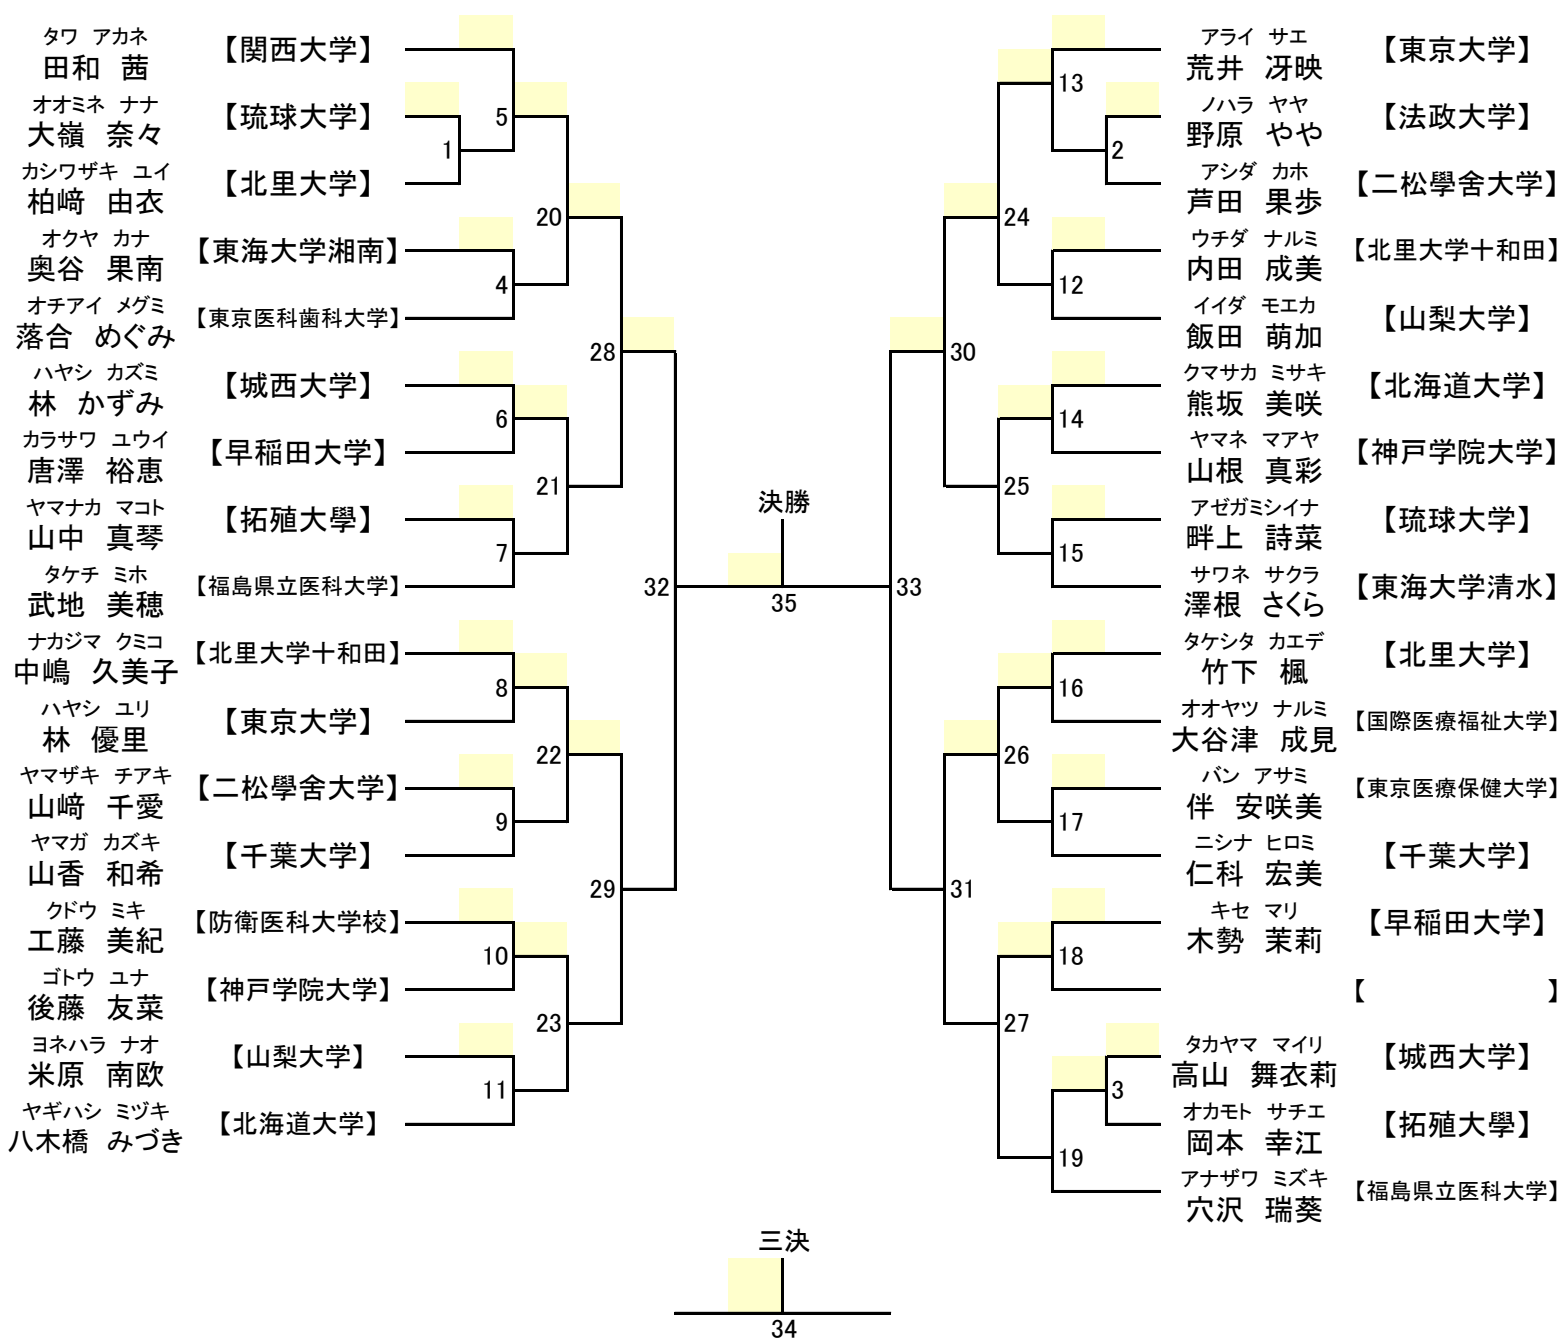 タワ アカネ
田和 茜
【関西大学】
オオミネ ナナ
大嶺 奈々
【琉球大学】
カシワザキ ユイ
柏﨑 由衣
【北里大学】
オクヤ カナ
奥谷 果南
【東海大学湘南】
オチアイ メグミ
落合 めぐみ
【東京医科歯科大学】
ハヤシ カズミ
林 かずみ
【城西大学】
カラサワ ユウイ
唐澤 裕恵
【早稲田大学】
ヤマナカ マコト
山中 真琴
【拓殖大學】
タケチ ミホ
武地 美穂
【福島県立医科大学】
ナカジマ クミコ
中嶋 久美子
【北里大学十和田】
ハヤシ ユリ
林 優里
【東京大学】
ヤマザキ チアキ
山﨑 千愛
【二松學舎大学】
ヤマガ カズキ
山香 和希
【千葉大学】
クドウ ミキ
工藤 美紀
【防衛医科大学校】
ゴトウ ユナ
後藤 友菜
【神戸学院大学】
ヨネハラ ナオ
米原 南欧
【山梨大学】
ヤギハシ ミヅキ
八木橋 みづき
【北海道大学】
5
1
20
4
28
6
21
7
32
8
22
9
29
10
23
11
決勝
35
13
2
24
12
30
14
25
15
33
16
26
17
31
18
27
3
19
アライ サエ
荒井 冴映
【東京大学】
ノハラ ヤヤ
野原 やや
【法政大学】
アシダ カホ
芦田 果歩
【二松學舍大学】
ウチダ ナルミ
内田 成美
【北里大学十和田】
イイダ モエカ
飯田 萌加
【山梨大学】
クマサカ ミサキ
熊坂 美咲
【北海道大学】
ヤマネ マアヤ
山根 真彩
【神戸学院大学】
アゼガミシイナ
畔上 詩菜
【琉球大学】
サワネ サクラ
澤根 さくら
【東海大学清水】
タケシタ カエデ
竹下 楓
【北里大学】
オオヤツ ナルミ
大谷津 成見
【国際医療福祉大学】
バン アサミ
伴 安咲美
【東京医療保健大学】
ニシナ ヒロミ
仁科 宏美
【千葉大学】
キセ マリ
木勢 茉莉
【早稲田大学】
【 】
タカヤマ マイリ
高山 舞衣莉
【城西大学】
オカモト サチエ
岡本 幸江
【拓殖大學】
アナザワ ミズキ
穴沢 瑞葵
【福島県立医科大学】
三決
34